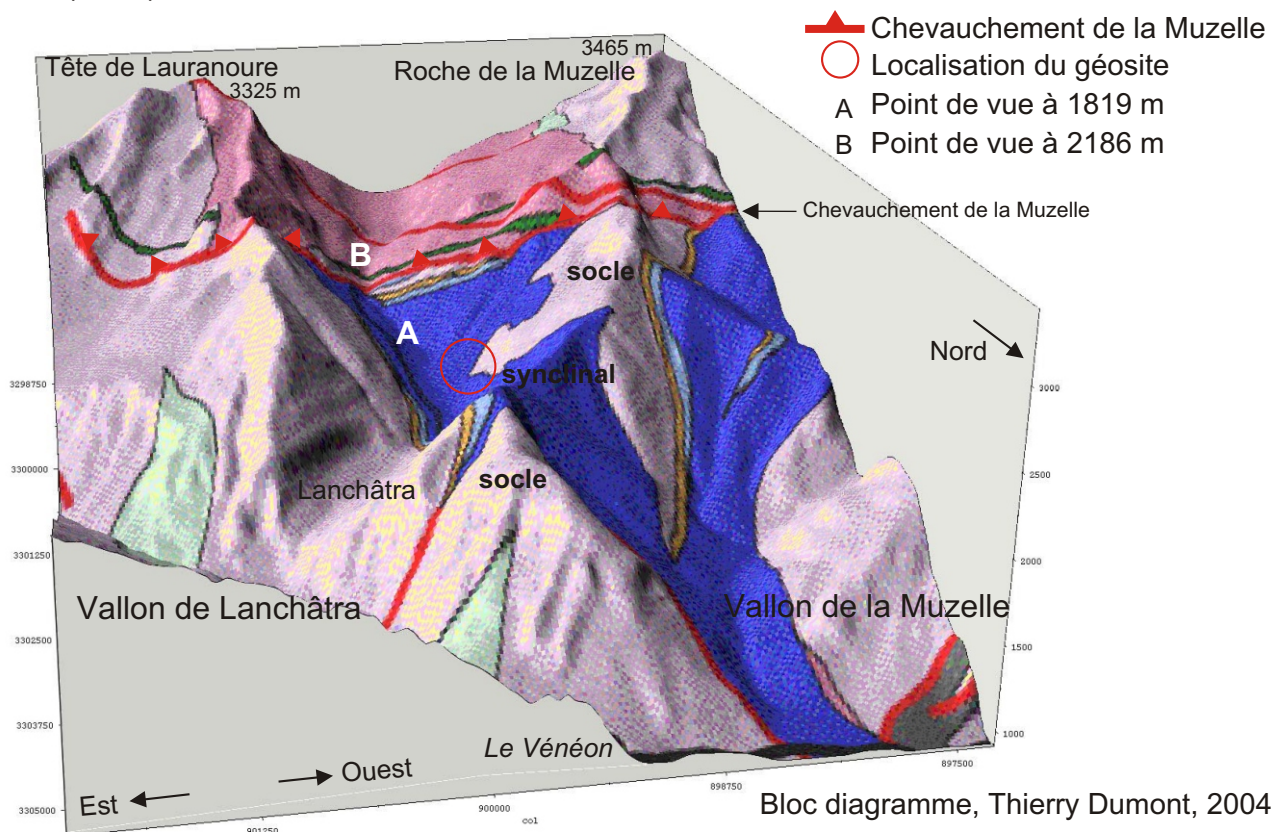 Chevauchement de la Muzelle
Localisation du géosite
A Point de vue à 1819 m
B Point de vue à 2186 m
3465 m
Tête de Lauranoure
3325 m
Roche de la Muzelle
Chevauchement de la Muzelle
B
socle
A
Nord
synclinal
3298750
3000
3300000
Lanchâtra
socle
2500
3301250
2000
Vallon de Lanchâtra
Vallon de la Muzelle
3302500
1500
3303750
1000
Le Vénéon
Ouest
Est
3305000
901250
900000
898750
897500
col
Bloc diagramme, Thierry Dumont, 2004